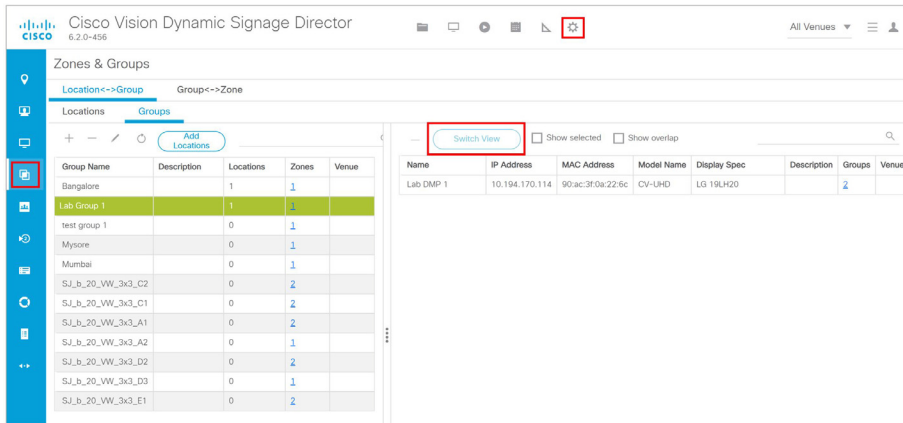 CISCO
Cisco Vision Dynamic Signage Director
6.2.0-456
All Venues
Zones & Groups
Location<->Group Group<->Zone
Locations Groups
Add Locations
Switch View Show selected Show overlap
Group Name Description Locations Zones Venue
Bangalore 1 1
Lab Group 1 1 1
test group 1 0 1
Mysore 0 1
Mumbai 0 1
SJ_b_20_VW_3x3_C2 0 2
SJ_b_20_VW_3x3_C1 0 2
SJ_b_20_VW_3x3_A1 0 2
SJ_b_20_VW_3x3_A2 0 1
SJ_b_20_VW_3x3_D2 0 2
SJ_b_20_VW_3x3_D3 0 1
SJ_b_20_VW_3x3_E1 0 2
Name IP Address MAC Address Model Name Display Spec Description Groups Venue
Lab DMP 1 10.194.170.114 90:ac:3f:0a:22:6c CV-UHD LG 19LH20 2